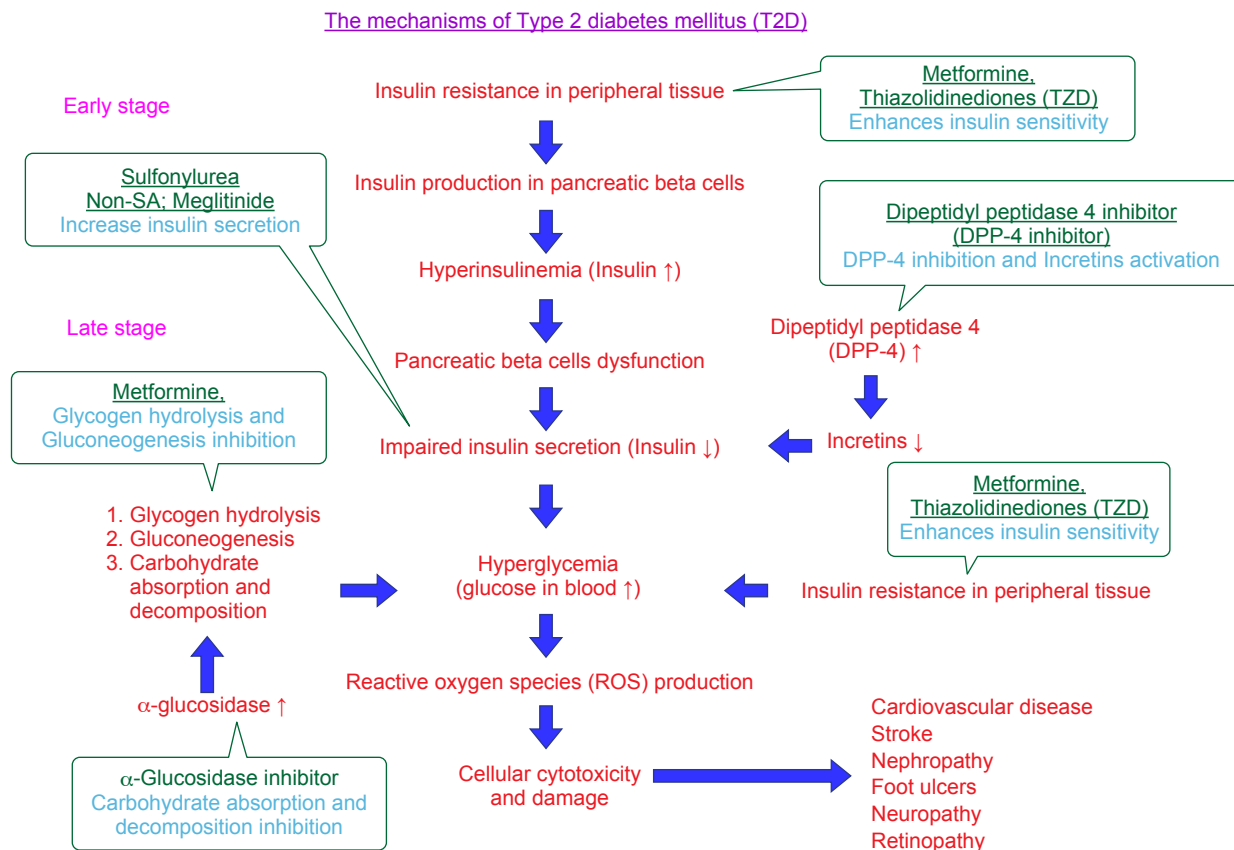 The mechanisms of Type 2 diabetes mellitus (T2D)
Early stage
Insulin resistance in peripheral tissue
Metformine,
Thiazolidinediones (TZD)
Enhances insulin sensitivity
Sulfonylurea
Non-SA; Meglitinide
Increase insulin secretion
Insulin production in pancreatic beta cells
Dipeptidyl peptidase 4 inhibitor
(DPP-4 inhibitor)
DPP-4 inhibition and Incretins activation
Hyperinsulinemia (Insulin ↑)
Late stage
Dipeptidyl peptidase 4
(DPP-4) ↑
Pancreatic beta cells dysfunction
Metformine,
Glycogen hydrolysis and
Gluconeogenesis inhibition
Impaired insulin secretion (Insulin ↓)
Incretins ↓
Metformine,
Thiazolidinediones (TZD)
Enhances insulin sensitivity
1. Glycogen hydrolysis
2. Gluconeogenesis
3. Carbohydrate
absorption and
decomposition
Hyperglycemia
(glucose in blood ↑)
Insulin resistance in peripheral tissue
Reactive oxygen species (ROS) production
α-glucosidase ↑
α-Glucosidase inhibitor
Carbohydrate absorption and
decomposition inhibition
Cellular cytotoxicity
and damage
Cardiovascular disease
Stroke
Nephropathy
Foot ulcers
Neuropathy
Retinopathy